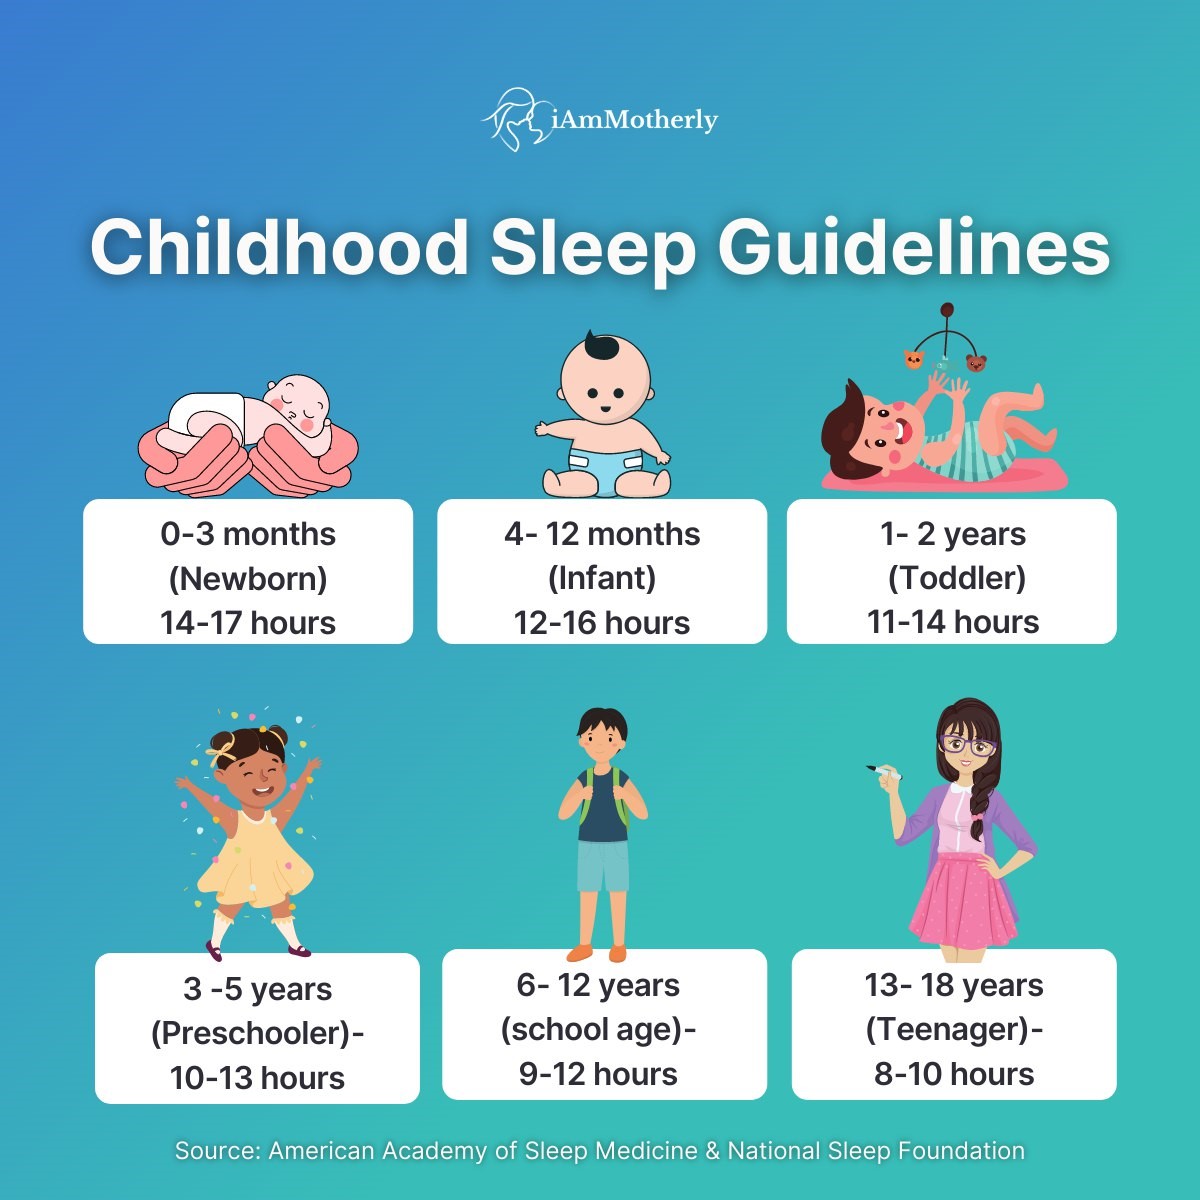 iAmMotherly
Childhood Sleep Guidelines
0-3 months
(Newborn)
14-17 hours
4- 12 months
(Infant)
12-16 hours
1- 2 years
(Toddler)
11-14 hours
3 -5 years
(Preschooler)-
10-13 hours
6- 12 years
(school age)-
9-12 hours
13- 18 years
(Teenager)-
8-10 hours
Source: American Academy of Sleep Medicine & National Sleep Foundation